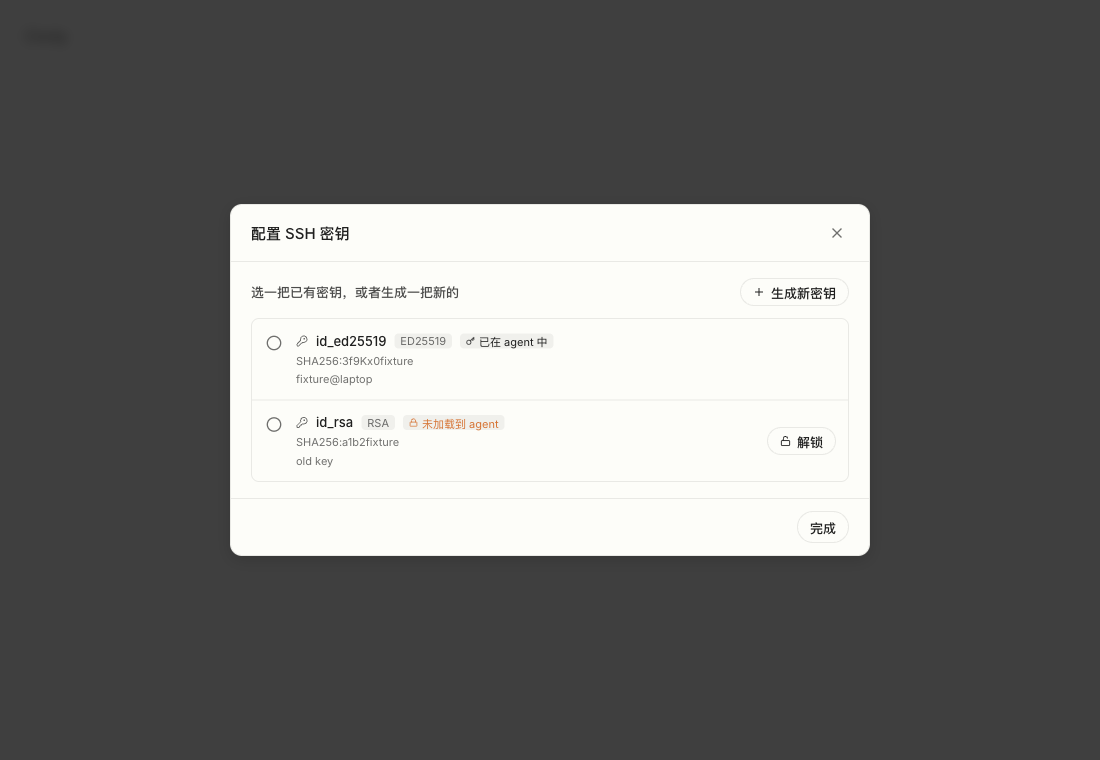 配置 SSH 密钥
选一把已有密钥，或者生成一把新的
生成新密钥
id_ed25519 ED25519 已在 agent 中
SHA256:3f9Kx0fixture
fixture@laptop
id_rsa RSA 未加载到 agent
SHA256:a1b2fixture
old key
解锁
完成